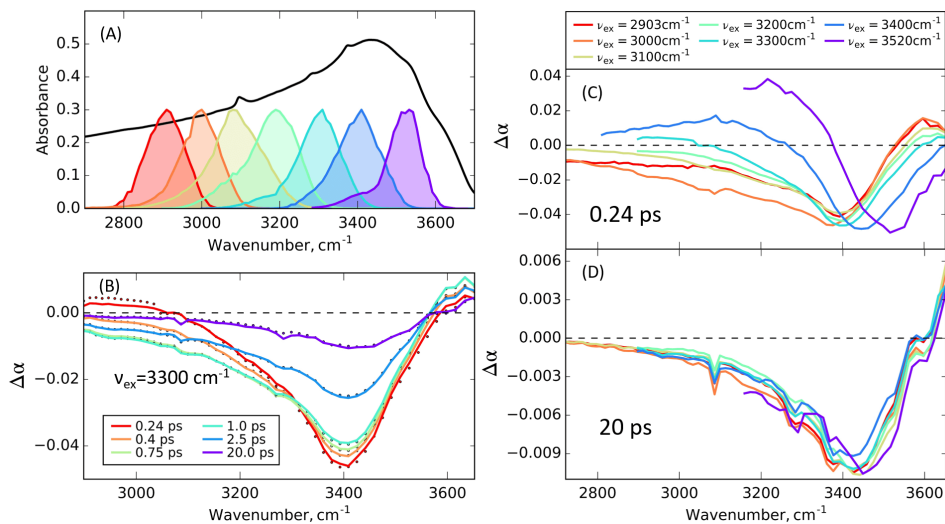 (A)
0.5
0.4
0.3
0.2
0.1
0.0
Absorbance
2800 3000 3200 3400 3600
Wavenumber, cm⁻¹
(B)
0.00
−0.02
−0.04
Δα
νex=3300 cm⁻¹
0.24 ps 1.0 ps
0.4 ps 2.5 ps
0.75 ps 20.0 ps
3000 3200 3400 3600
Wavenumber, cm⁻¹
νex = 2903cm⁻¹ νex = 3200cm⁻¹ νex = 3400cm⁻¹
νex = 3000cm⁻¹ νex = 3300cm⁻¹ νex = 3520cm⁻¹
νex = 3100cm⁻¹
(C)
0.04
0.02
0.00
−0.02
−0.04
Δα
0.24 ps
(D)
0.006
0.003
0.000
−0.003
−0.006
−0.009
Δα
20 ps
2800 3000 3200 3400 3600
Wavenumber, cm⁻¹